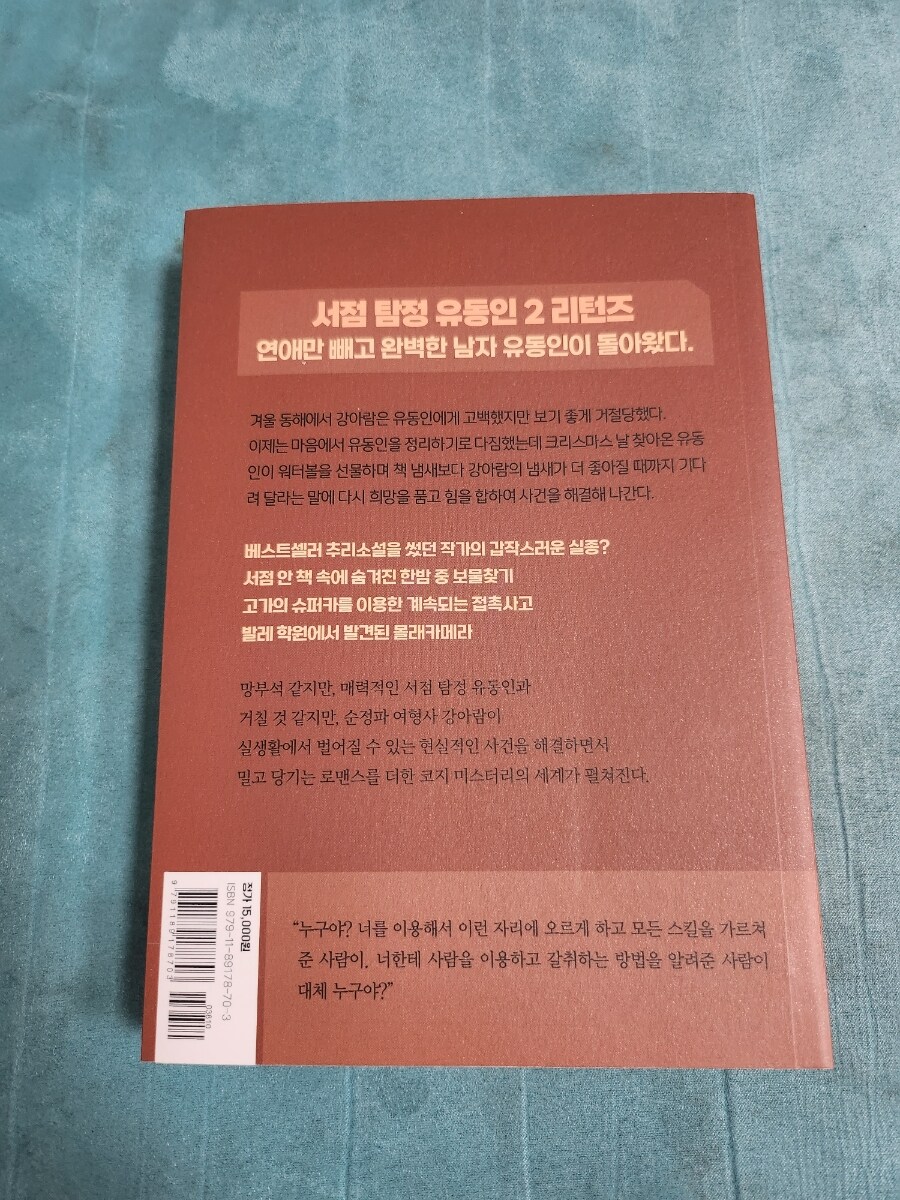 서점 탐정 유동인 2 리턴즈
연애만 빼고 완벽한 남자 유동인이 돌아왔다.
겨울 동해에서 강아람은 유동인에게 고백했지만 보기 좋게 거절당했다.
이제는 마음에서 유동인을 정리하기로 다짐했는데 크리스마스 날 찾아온 유동
인이 워터볼을 선물하며 책 냄새보다 강아람의 냄새가 더 좋아질 때까지 기다
려 달라는 말에 다시 희망을 품고 힘을 합하여 사건을 해결해 나간다.
베스트셀러 추리소설을 썼던 작가의 갑작스러운 실종?
서점 안 책 속에 숨겨진 한밤 중 보물찾기
고가의 슈퍼카를 이용한 계속되는 접촉사고
발레 학원에서 발견된 몰래카메라
망부석 같지만, 매력적인 서점 탐정 유동인과
거칠 것 같지만, 순정파 여형사 강아람이
실생활에서 벌어질 수 있는 현실적인 사건을 해결하면서
밀고 당기는 로맨스를 더한 코지 미스터리의 세계가 펼쳐진다.
“누구야? 너를 이용해서 이런 자리에 오르게 하고 모든 스킬을 가르쳐
준 사람이. 너한테 사람을 이용하고 갈취하는 방법을 알려준 사람이
대체 누구야?”
정가 15,000원
ISBN 979-11-89178-70-3
9 791189 178703
03810